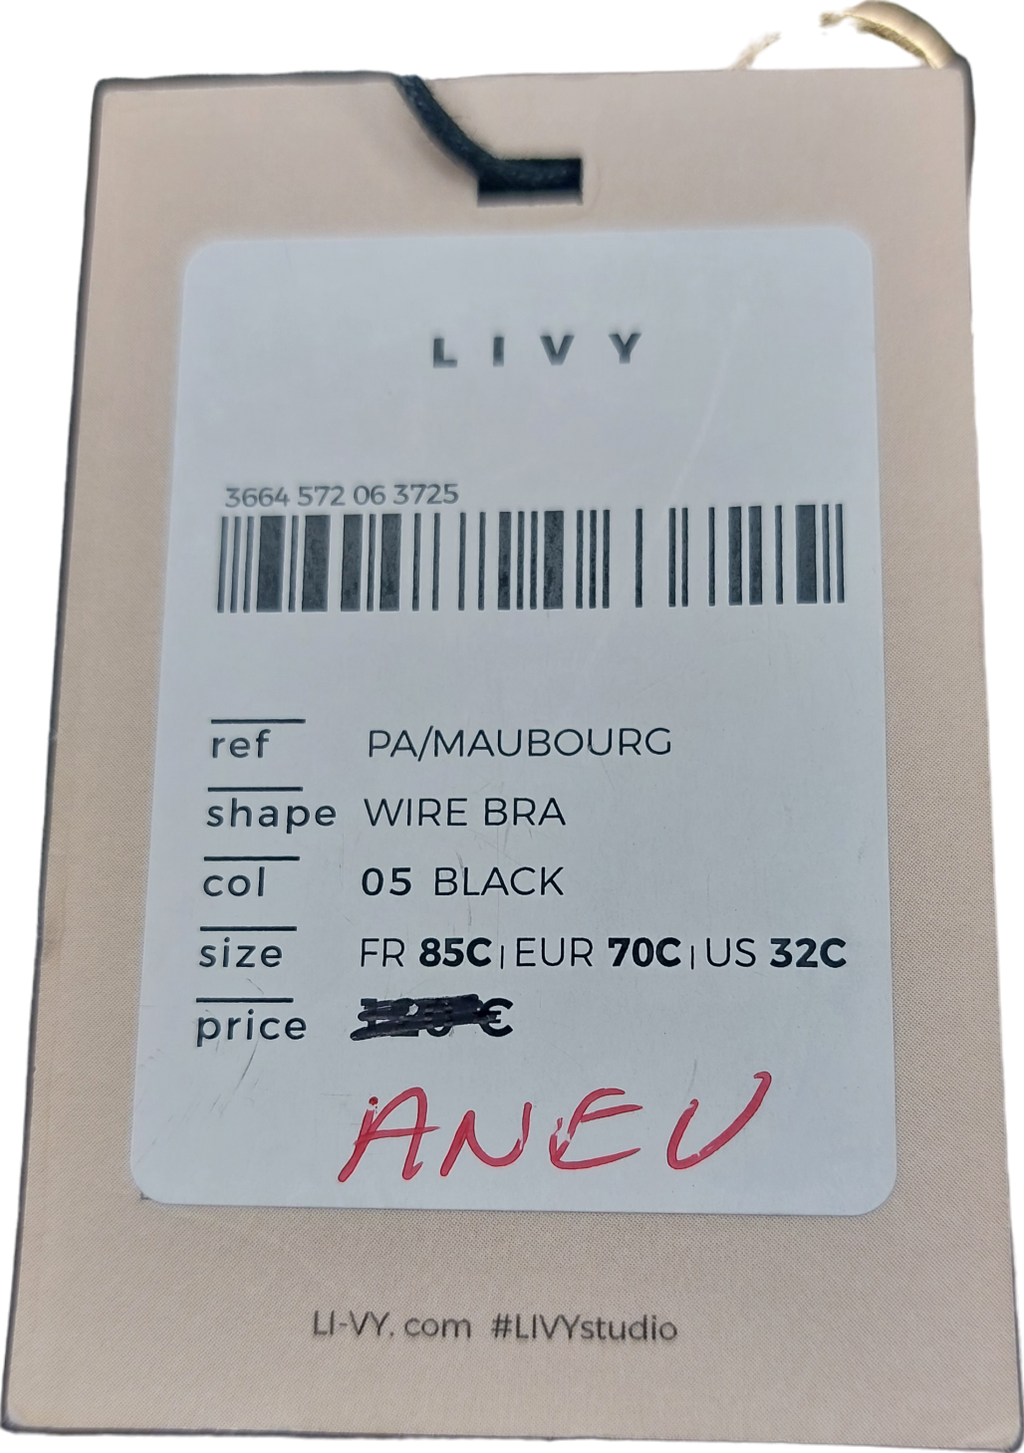 LIVY
3664 572 06 3725
ref PA/MAUBOURG
shape WIRE BRA
col 05 BLACK
size FR 85C | EUR 70C | US 32C
price €
ANEU
LI-VY. com #LIVYstudio